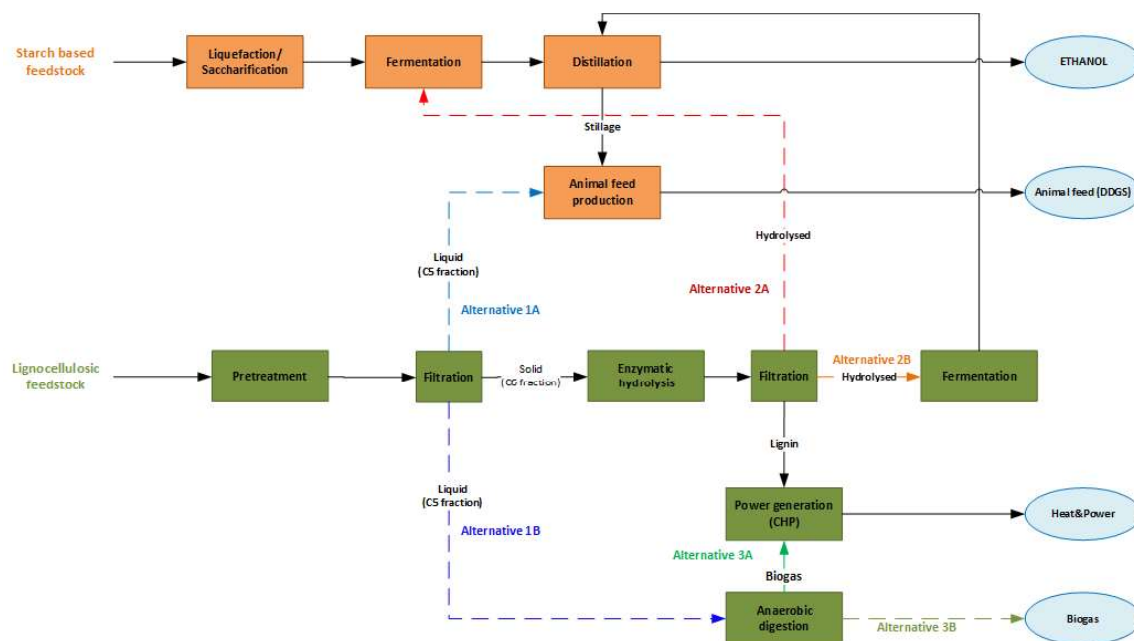 Starch based
feedstock
Liquefaction/
Saccharification
Fermentation
Distillation
ETHANOL
Stillage
Animal feed
production
Animal feed (DDGS)
Hydrolysed
Liquid
(C5 fraction)
Alternative 1A
Alternative 2A
Lignocellulosic
feedstock
Pretreatment
Filtration
Solid
(C6 fraction)
Enzymatic
hydrolysis
Filtration
Alternative 2B
Hydrolysed
Fermentation
Lignin
Liquid
(C5 fraction)
Alternative 1B
Power generation
(CHP)
Heat&Power
Alternative 3A
Biogas
Anaerobic
digestion
Alternative 3B
Biogas